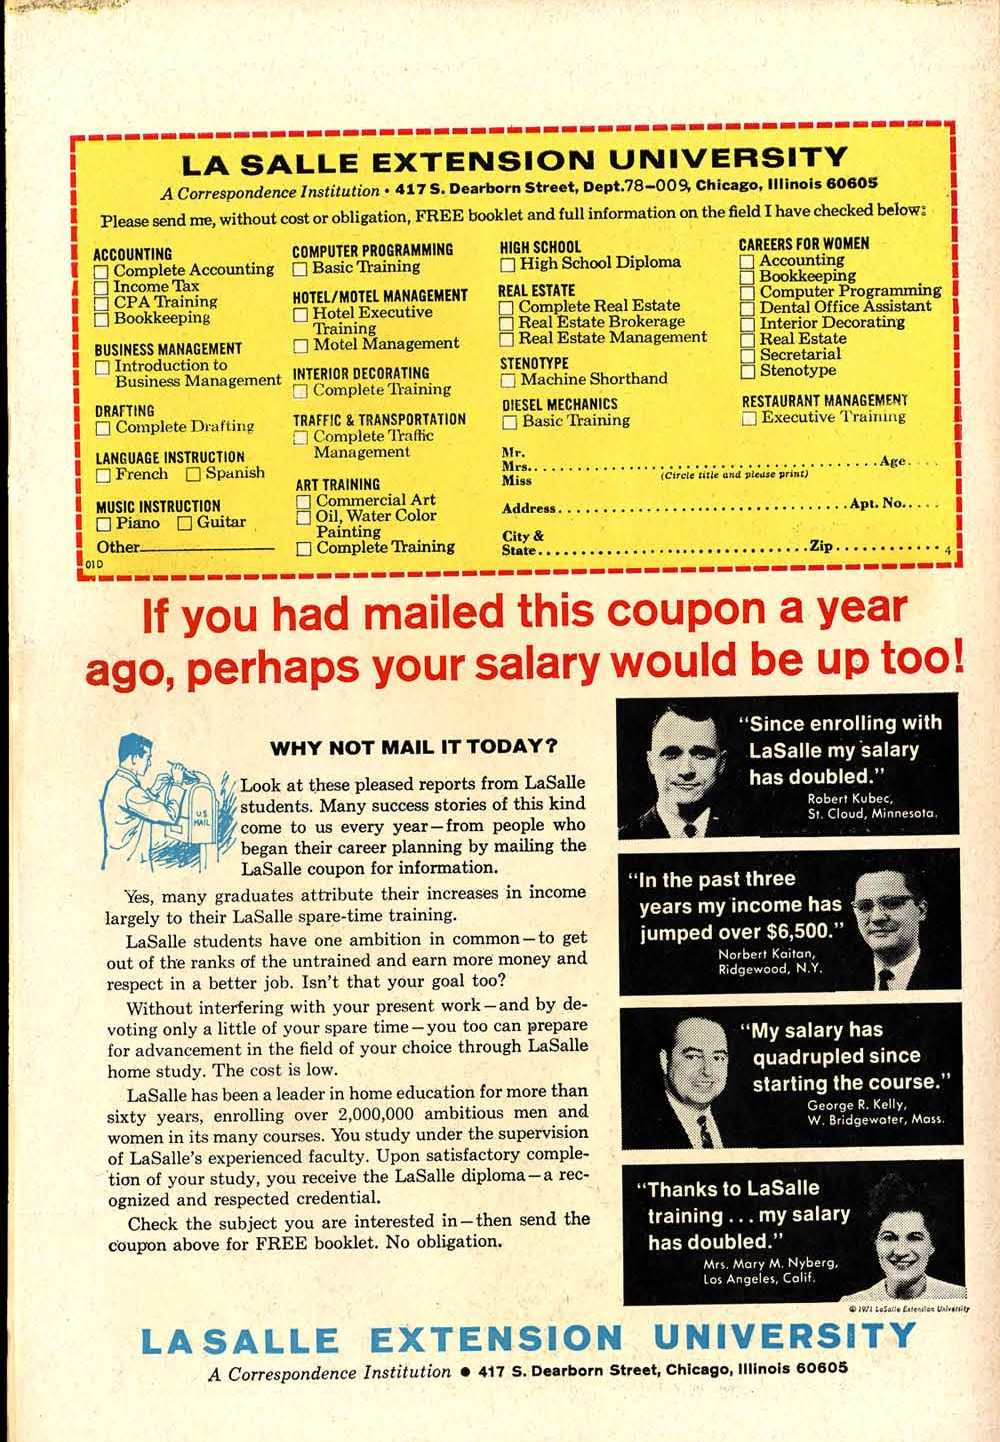 LA SALLE EXTENSION UNIVERSITY
A Correspondence Institution • 417 S. Dearborn Street, Dept. 78-009, Chicago, Illinois 60605
Please send me, without cost or obligation, FREE booklet and full information on the field I have checked below:
ACCOUNTING
Complete Accounting
Income Tax
CPA Training
Bookkeeping
BUSINESS MANAGEMENT
Introduction to
Business Management
DRAFTING
Complete Drafting
LANGUAGE INSTRUCTION
French Spanish
MUSIC INSTRUCTION
Piano Guitar
Other
01D
COMPUTER PROGRAMMING
Basic Training
HOTEL/MOTEL MANAGEMENT
Hotel Executive
Training
Motel Management
INTERIOR DECORATING
Complete Training
TRAFFIC & TRANSPORTATION
Complete Traffic
Management
ART TRAINING
Commercial Art
Oil, Water Color
Painting
Complete Training
HIGH SCHOOL
High School Diploma
REAL ESTATE
Complete Real Estate
Real Estate Brokerage
Real Estate Management
STENOTYPE
Machine Shorthand
DIESEL MECHANICS
Basic Training
CAREERS FOR WOMEN
Accounting
Bookkeeping
Computer Programming
Dental Office Assistant
Interior Decorating
Real Estate
Secretarial
Stenotype
RESTAURANT MANAGEMENT
Executive Training
Mr.
Mrs. Age
Miss (Circle title and please print)
Address Apt. No.
City &
State Zip 4
If you had mailed this coupon a year
ago, perhaps your salary would be up too!
WHY NOT MAIL IT TODAY?
U S
MAIL
Look at these pleased reports from LaSalle
students. Many success stories of this kind
come to us every year—from people who
began their career planning by mailing the
LaSalle coupon for information.
Yes, many graduates attribute their increases in income
largely to their LaSalle spare-time training.
LaSalle students have one ambition in common—to get
out of the ranks of the untrained and earn more money and
respect in a better job. Isn't that your goal too?
Without interfering with your present work—and by de-
voting only a little of your spare time—you too can prepare
for advancement in the field of your choice through LaSalle
home study. The cost is low.
LaSalle has been a leader in home education for more than
sixty years, enrolling over 2,000,000 ambitious men and
women in its many courses. You study under the supervision
of LaSalle's experienced faculty. Upon satisfactory comple-
tion of your study, you receive the LaSalle diploma—a rec-
ognized and respected credential.
Check the subject you are interested in—then send the
coupon above for FREE booklet. No obligation.
"Since enrolling with
LaSalle my salary
has doubled."
Robert Kubec,
St. Cloud, Minnesota.
"In the past three
years my income has
jumped over $6,500."
Norbert Kaitan,
Ridgewood, N.Y.
"My salary has
quadrupled since
starting the course."
George R. Kelly,
W. Bridgewater, Mass.
"Thanks to LaSalle
training . . . my salary
has doubled."
Mrs. Mary M. Nyberg,
Los Angeles, Calif.
© 1971 LaSalle Extension University
LA SALLE EXTENSION UNIVERSITY
A Correspondence Institution • 417 S. Dearborn Street, Chicago, Illinois 60605